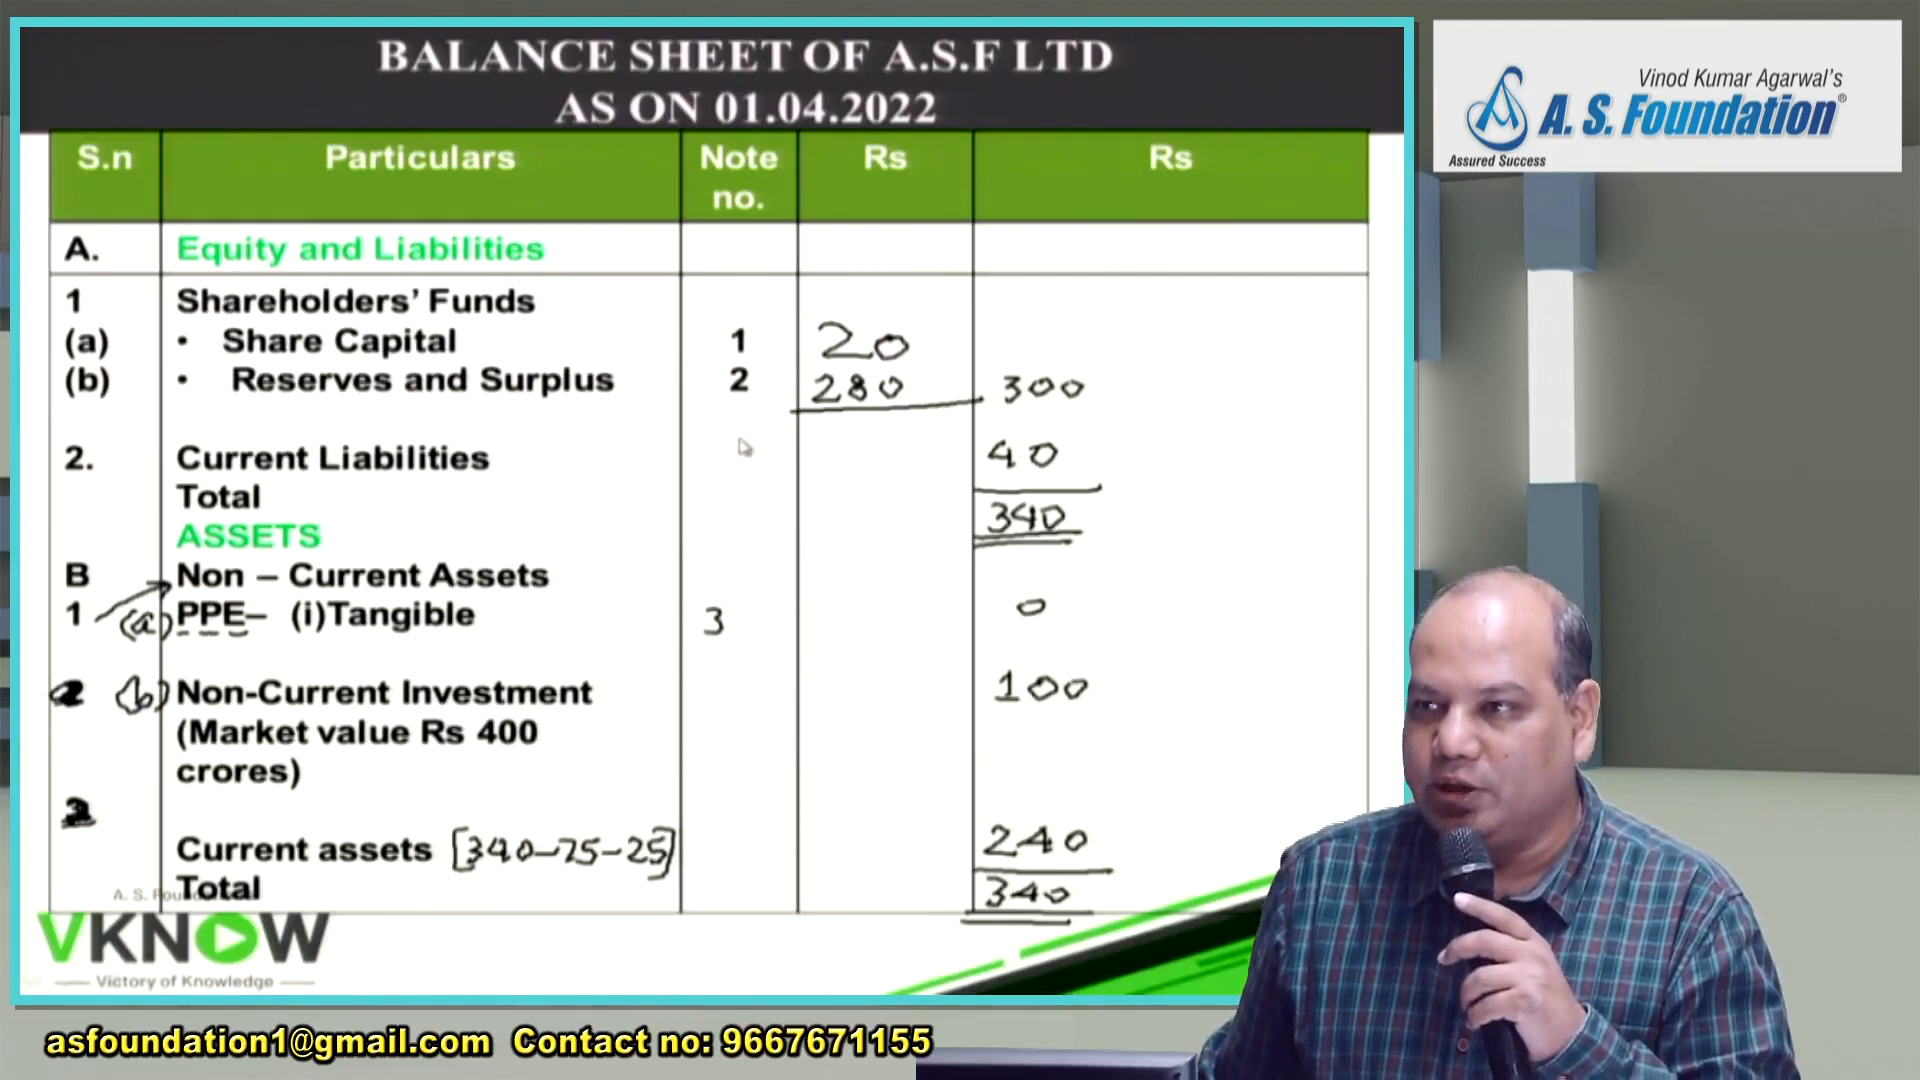 BALANCE SHEET OF A.S.F LTD
AS ON 01.04.2022
S.n Particulars Note no. Rs Rs
A. Equity and Liabilities
1 Shareholders' Funds
(a) • Share Capital 1 20
(b) • Reserves and Surplus 2 280 300
2. Current Liabilities 40
Total 340
ASSETS
B Non – Current Assets
1 (a) PPE– (i)Tangible 3 0
2 (b) Non-Current Investment 100
(Market value Rs 400
crores)
3
Current assets [340-75-25] 240
Total 340
VKNOW
Victory of Knowledge
Vinod Kumar Agarwal's
A. S. Foundation®
Assured Success
asfoundation1@gmail.com Contact no: 9667671155